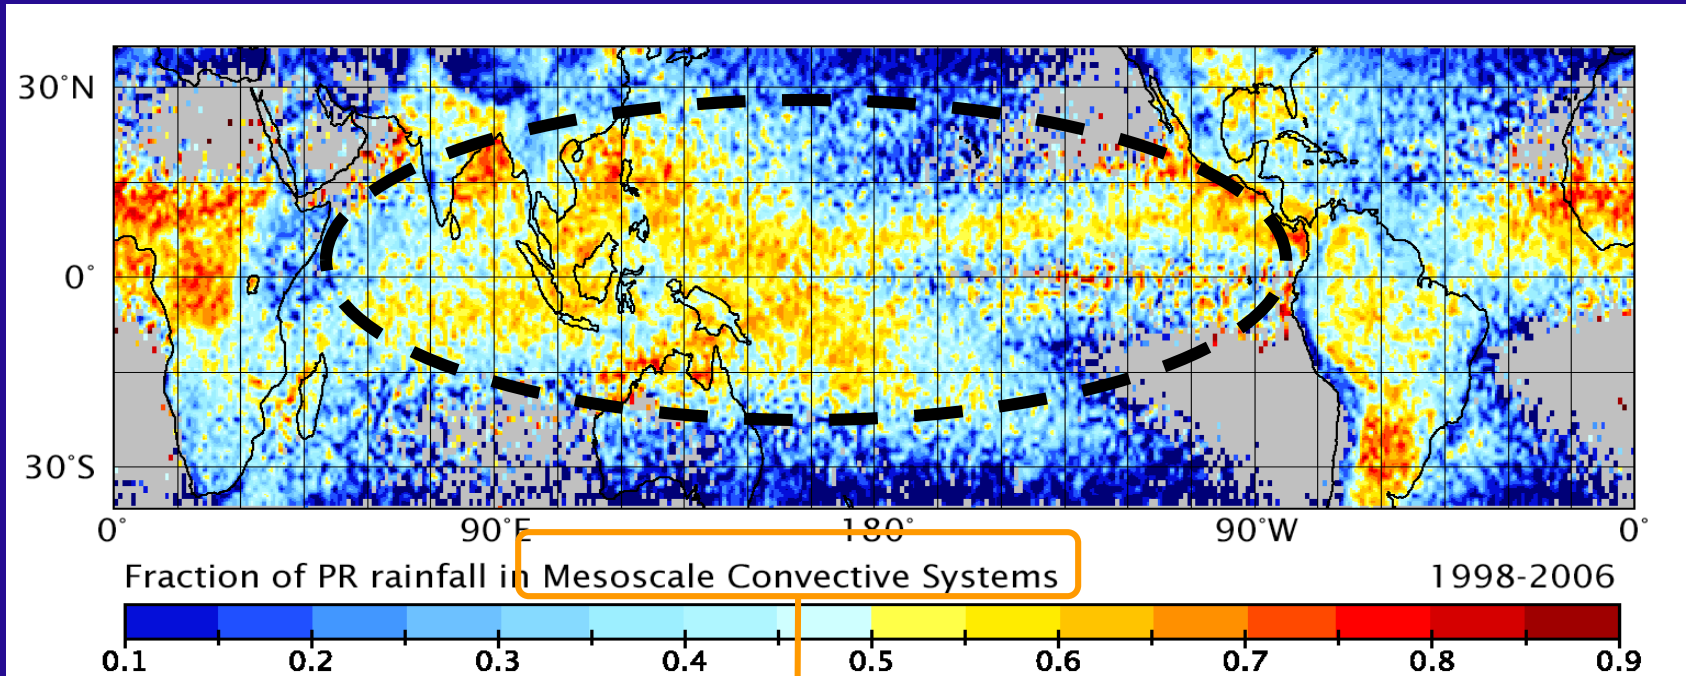 30°N
0°
30°S
0° 90°E 180° 90°W 0°
Fraction of PR rainfall in Mesoscale Convective Systems 1998-2006
0.1 0.2 0.3 0.4 0.5 0.6 0.7 0.8 0.9